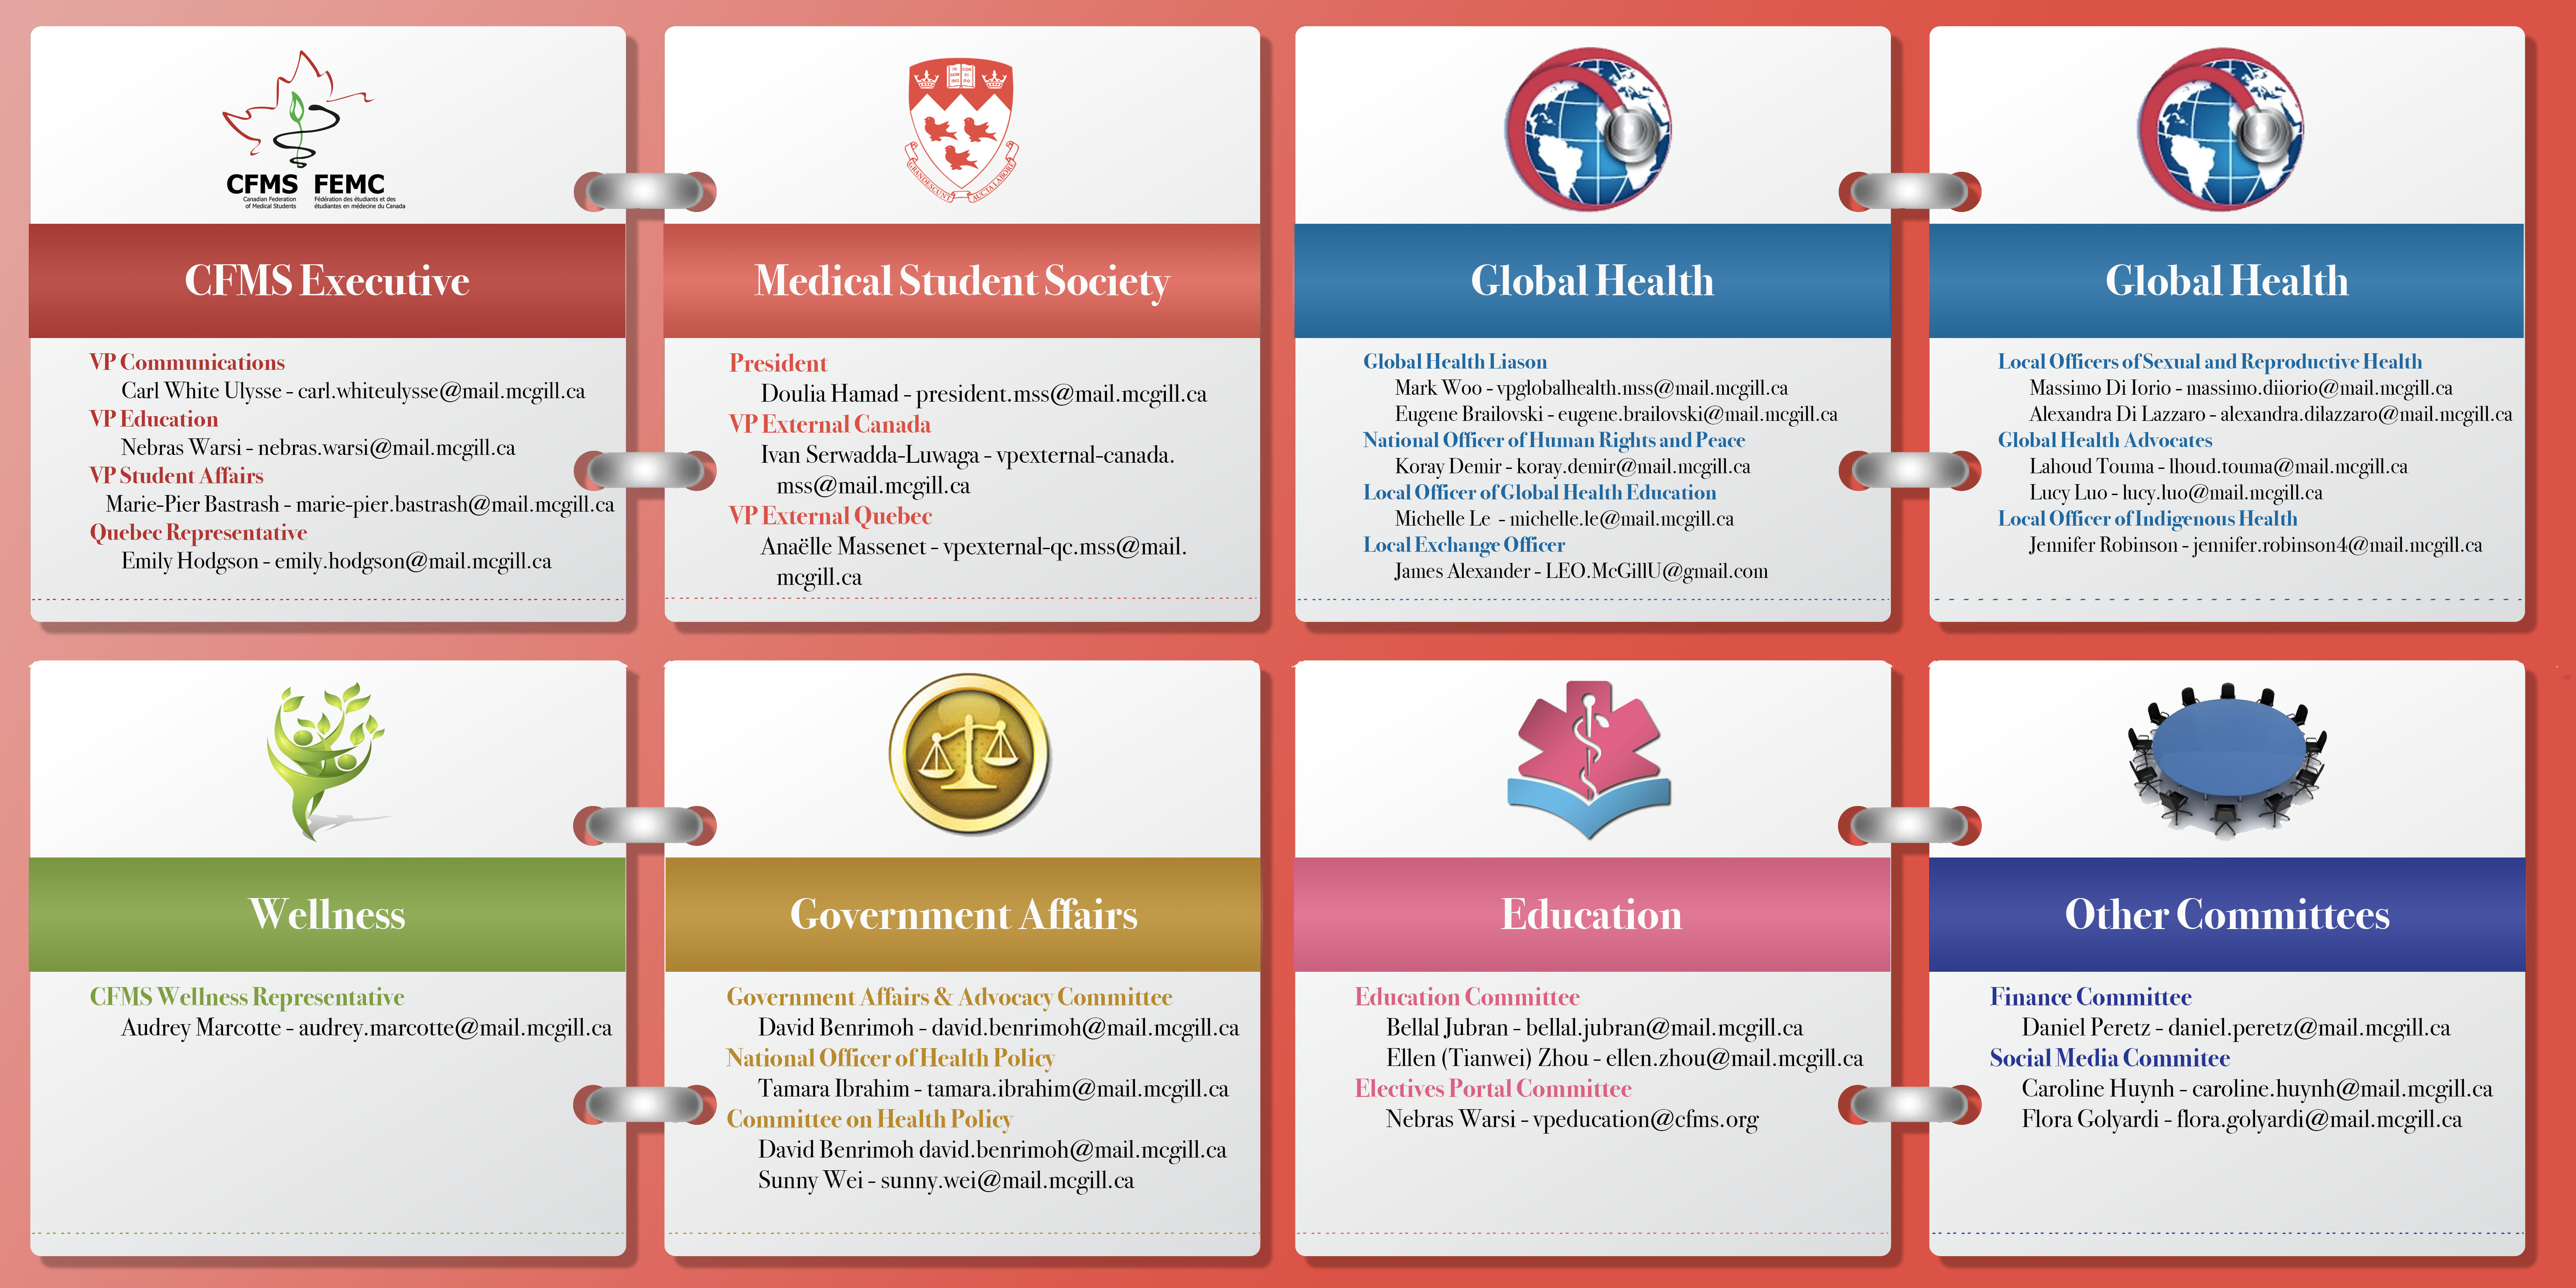 CFMS FEMC
Canadian Federation
of Medical Students
Fédération des étudiants et des
étudiantes en médecine du Canada
CFMS Executive
VP Communications
Carl White Ulysse - carl.whiteulysse@mail.mcgill.ca
VP Education
Nebras Warsi - nebras.warsi@mail.mcgill.ca
VP Student Affairs
Marie-Pier Bastrash - marie-pier.bastrash@mail.mcgill.ca
Quebec Representative
Emily Hodgson - emily.hodgson@mail.mcgill.ca
GRANDESCUNT AUCTA LABORE
Medical Student Society
President
Doulia Hamad - president.mss@mail.mcgill.ca
VP External Canada
Ivan Serwadda-Luwaga - vpexternal-canada.
mss@mail.mcgill.ca
VP External Quebec
Anaëlle Massenet - vpexternal-qc.mss@mail.
mcgill.ca
Global Health
Global Health Liason
Mark Woo - vpglobalhealth.mss@mail.mcgill.ca
Eugene Brailovski - eugene.brailovski@mail.mcgill.ca
National Officer of Human Rights and Peace
Koray Demir - koray.demir@mail.mcgill.ca
Local Officer of Global Health Education
Michelle Le - michelle.le@mail.mcgill.ca
Local Exchange Officer
James Alexander - LEO.McGillU@gmail.com
Global Health
Local Officers of Sexual and Reproductive Health
Massimo Di Iorio - massimo.diiorio@mail.mcgill.ca
Alexandra Di Lazzaro - alexandra.dilazzaro@mail.mcgill.ca
Global Health Advocates
Lahoud Touma - lhoud.touma@mail.mcgill.ca
Lucy Luo - lucy.luo@mail.mcgill.ca
Local Officer of Indigenous Health
Jennifer Robinson - jennifer.robinson4@mail.mcgill.ca
Wellness
CFMS Wellness Representative
Audrey Marcotte - audrey.marcotte@mail.mcgill.ca
Government Affairs
Government Affairs & Advocacy Committee
David Benrimoh - david.benrimoh@mail.mcgill.ca
National Officer of Health Policy
Tamara Ibrahim - tamara.ibrahim@mail.mcgill.ca
Committee on Health Policy
David Benrimoh david.benrimoh@mail.mcgill.ca
Sunny Wei - sunny.wei@mail.mcgill.ca
Education
Education Committee
Bellal Jubran - bellal.jubran@mail.mcgill.ca
Ellen (Tianwei) Zhou - ellen.zhou@mail.mcgill.ca
Electives Portal Committee
Nebras Warsi - vpeducation@cfms.org
Other Committees
Finance Committee
Daniel Peretz - daniel.peretz@mail.mcgill.ca
Social Media Commitee
Caroline Huynh - caroline.huynh@mail.mcgill.ca
Flora Golyardi - flora.golyardi@mail.mcgill.ca